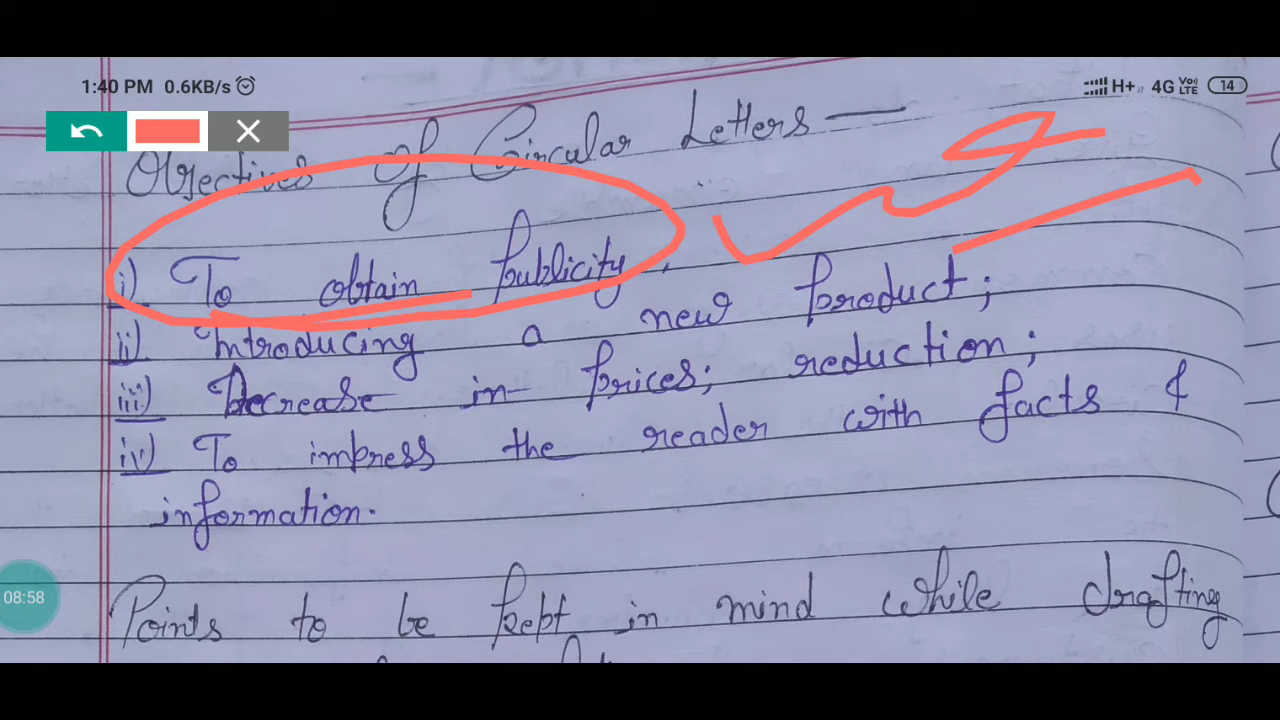 1:40 PM 0.6KB/s H+ 4G VoLTE 14
Objectives Of Circular Letters —
i) To obtain publicity,
ii) Introducing a new product;
iii) Decrease in prices; reduction;
iv) To impress the reader with facts &
information.
08:58
Points to be kept in mind while drafting